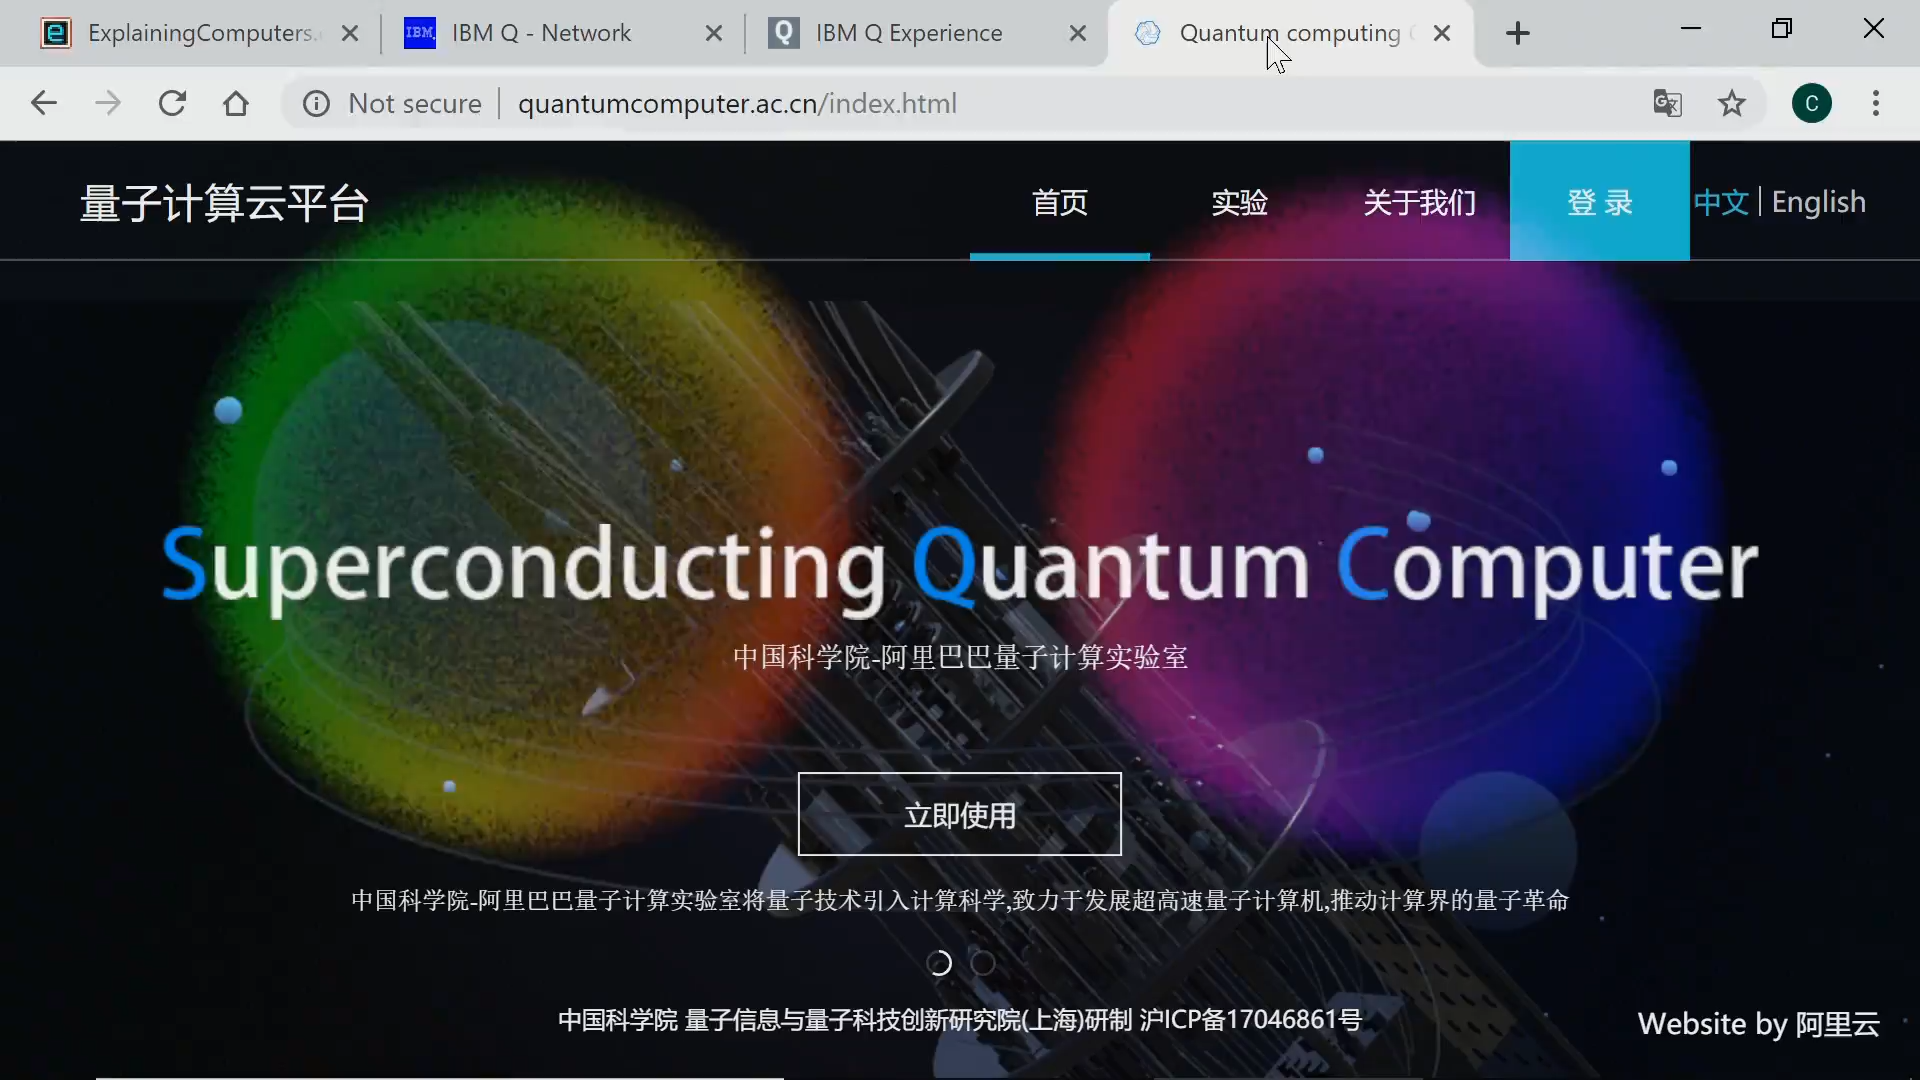 ExplainingComputers.
IBM Q - Network
IBM Q Experience
Quantum computing
Not secure
quantumcomputer.ac.cn/index.html
C
量子计算云平台
首页
实验
关于我们
登 录
中文 | English
Superconducting Quantum Computer
中国科学院-阿里巴巴量子计算实验室
立即使用
中国科学院-阿里巴巴量子计算实验室将量子技术引入计算科学,致力于发展超高速量子计算机,推动计算界的量子革命
中国科学院 量子信息与量子科技创新研究院(上海)研制 沪ICP备17046861号
Website by 阿里云